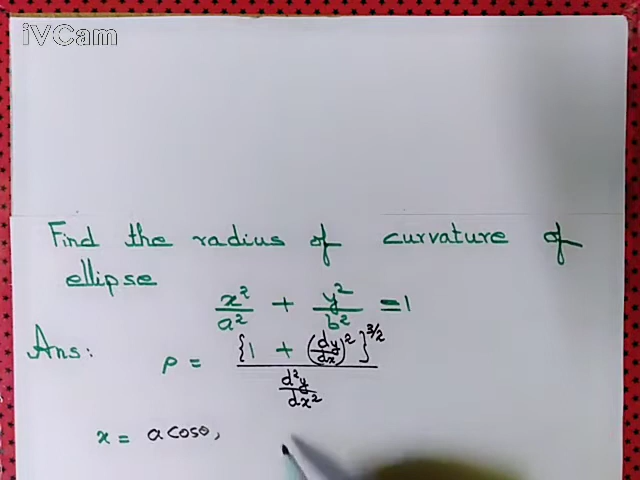 iVCam
Find the radius of curvature of
ellipse
x²/a² + y²/b² = 1
Ans: ρ = {1 + (dy/dx)²}^3/2 / d²y/dx²
x = a cosθ,